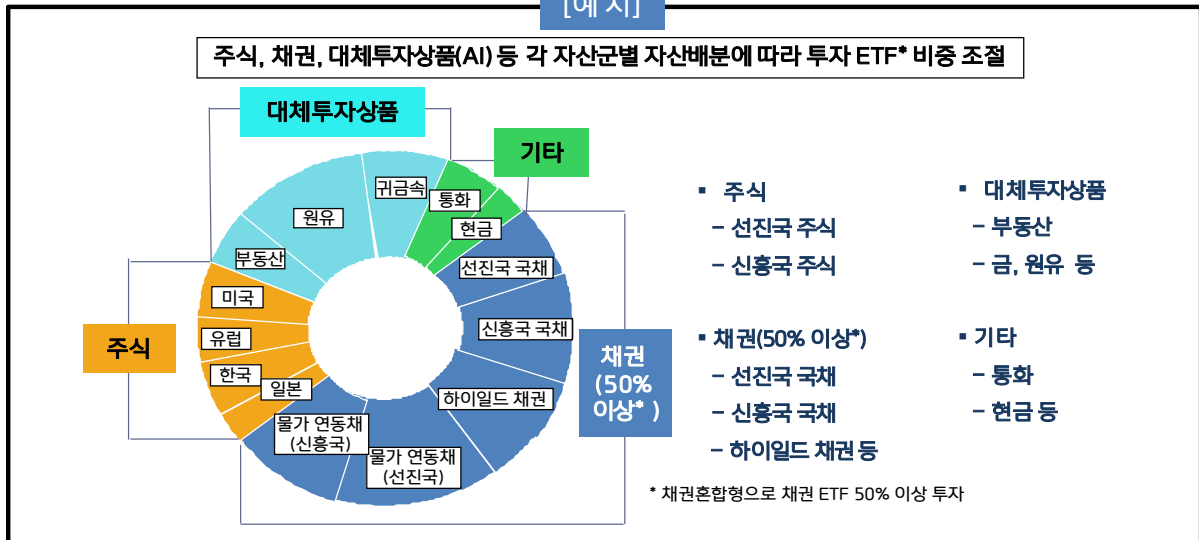 [예 시]
주식, 채권, 대체투자상품(AI) 등 각 자산군별 자산배분에 따라 투자 ETF* 비중 조절
대체투자상품
기타
귀금속
통화
원유
현금
부동산
선진국 국채
미국
신흥국 국채
유럽
주식
채권
(50%
이상* )
한국
일본
하이일드 채권
물가 연동채
(신흥국)
물가 연동채
(선진국)
▪ 주식
– 선진국 주식
– 신흥국 주식
▪ 대체투자상품
– 부동산
– 금, 원유 등
▪ 채권(50% 이상*)
– 선진국 국채
– 신흥국 국채
– 하이일드 채권 등
▪ 기타
– 통화
– 현금 등
* 채권혼합형으로 채권 ETF 50% 이상 투자